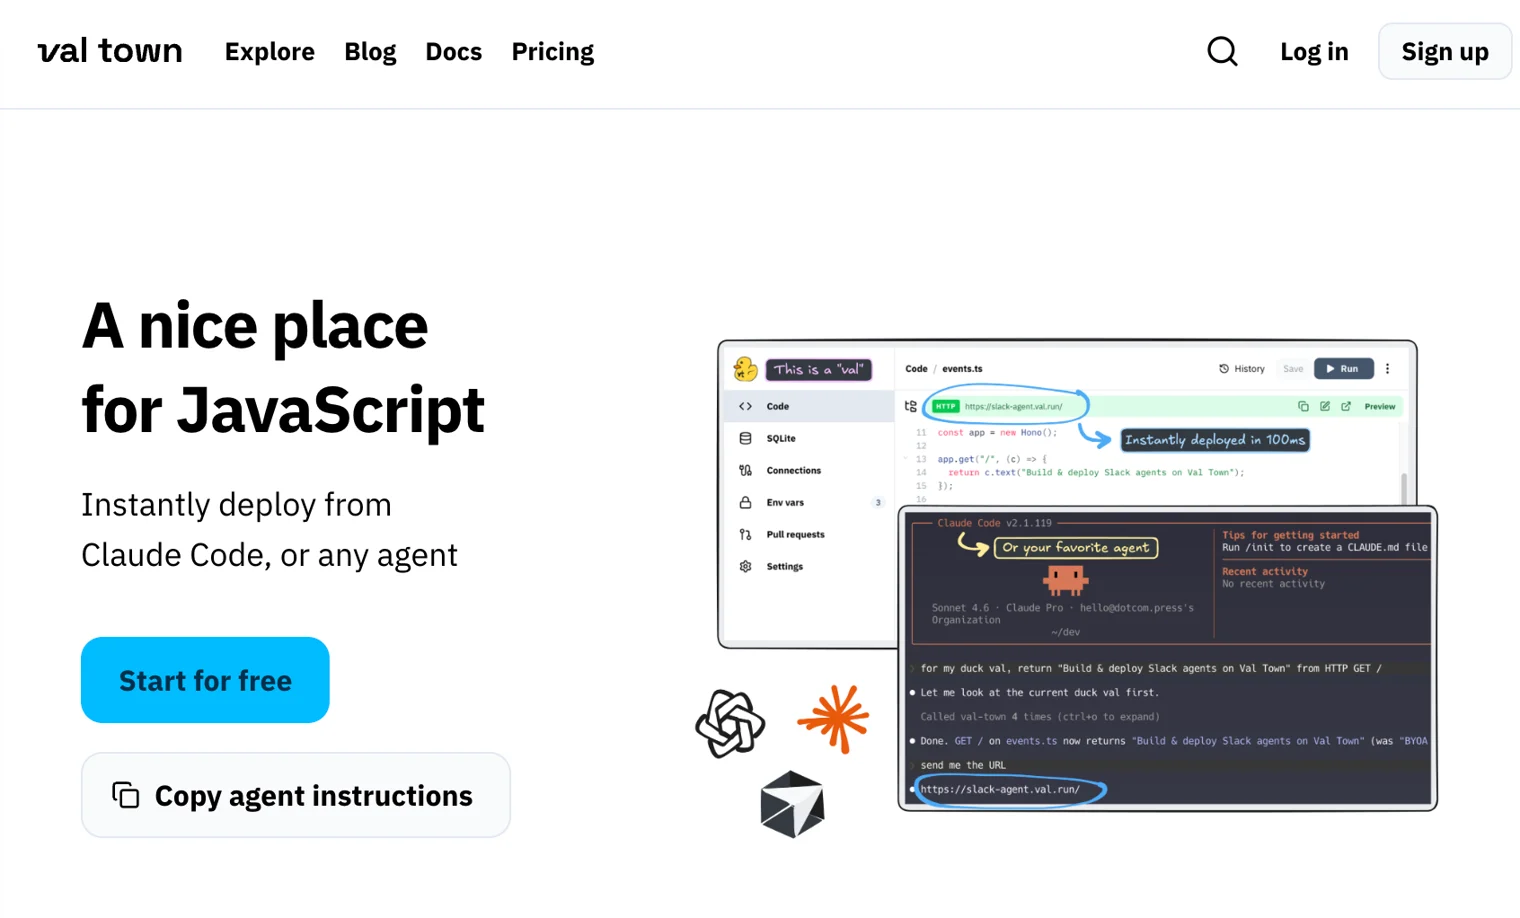 val town
Explore
Blog
Docs
Pricing
Log in
Sign up
A nice place
for JavaScript
Instantly deploy from
Claude Code, or any agent
Start for free
Copy agent instructions
This is a "val"
Code
SQLite
Connections
Env vars 3
Pull requests
Settings
Code / events.ts
History
Save
Run
HTTP https://slack-agent.val.run/
Preview
Instantly deployed in 100ms
11 const app = new Hono();
12
13 app.get("/", (c) => {
14 return c.text("Build & deploy Slack agents on Val Town");
15 });
16
Claude Code v2.1.119
Or your favorite agent
Sonnet 4.6 · Claude Pro · hello@dotcom.press's
Organization
~/dev
Tips for getting started
Run /init to create a CLAUDE.md file
Recent activity
No recent activity
› for my duck val, return "Build & deploy Slack agents on Val Town" from HTTP GET /
● Let me look at the current duck val first.
Called val-town 4 times (ctrl+o to expand)
● Done. GET / on events.ts now returns "Build & deploy Slack agents on Val Town" (was "BYOA
› send me the URL
● https://slack-agent.val.run/